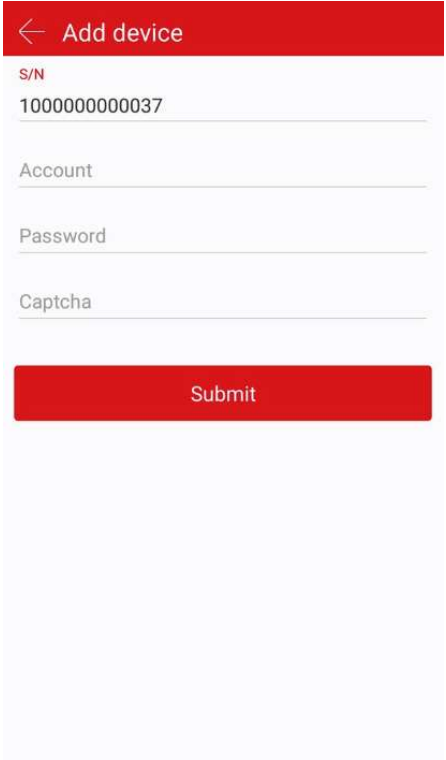 Add device
S/N
1000000000037
Account
Password
Captcha
Submit